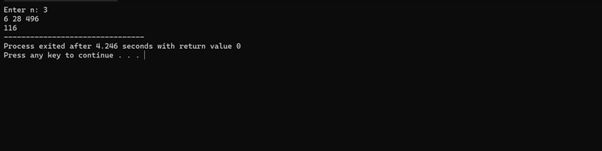 Enter n: 3
6 28 496
116
--------------------------------
Process exited after 4.246 seconds with return value 0
Press any key to continue . . .